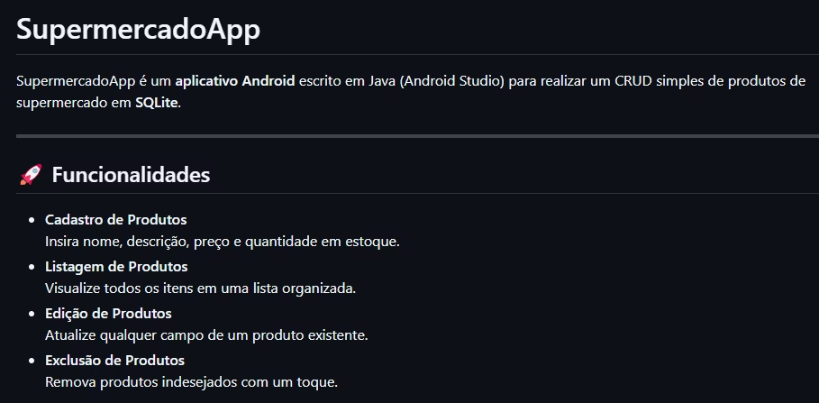 SupermercadoApp
SupermercadoApp é um aplicativo Android escrito em Java (Android Studio) para realizar um CRUD simples de produtos de
supermercado em SQLite.
🚀 Funcionalidades
• Cadastro de Produtos
Insira nome, descrição, preço e quantidade em estoque.
• Listagem de Produtos
Visualize todos os itens em uma lista organizada.
• Edição de Produtos
Atualize qualquer campo de um produto existente.
• Exclusão de Produtos
Remova produtos indesejados com um toque.